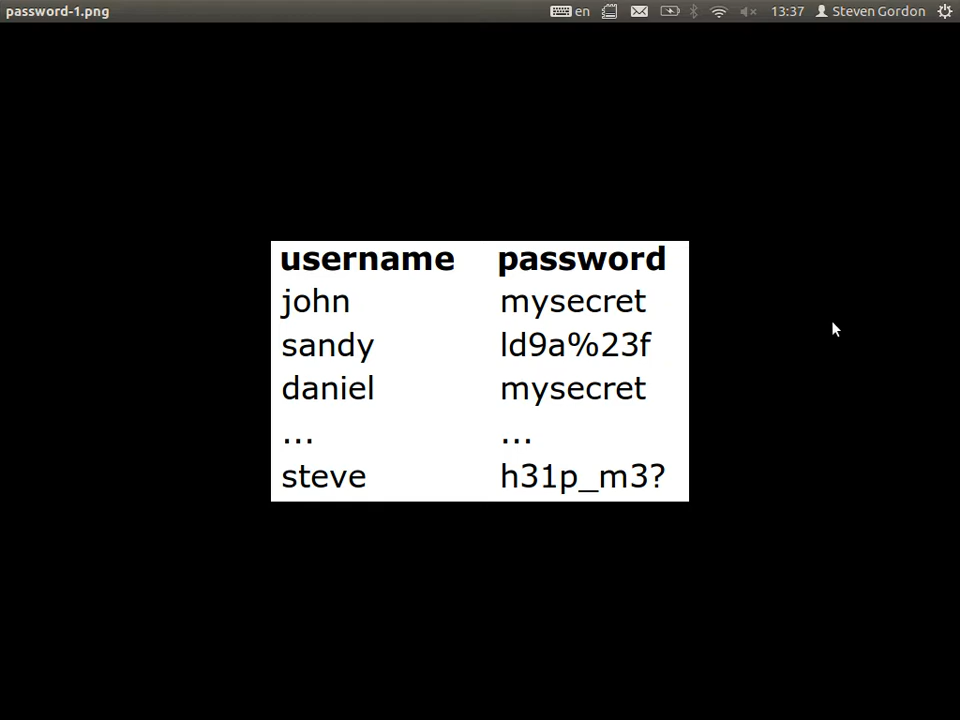 password-1.png en 13:37 Steven Gordon
username password
john mysecret
sandy ld9a%23f
daniel mysecret
... ...
steve h31p_m3?